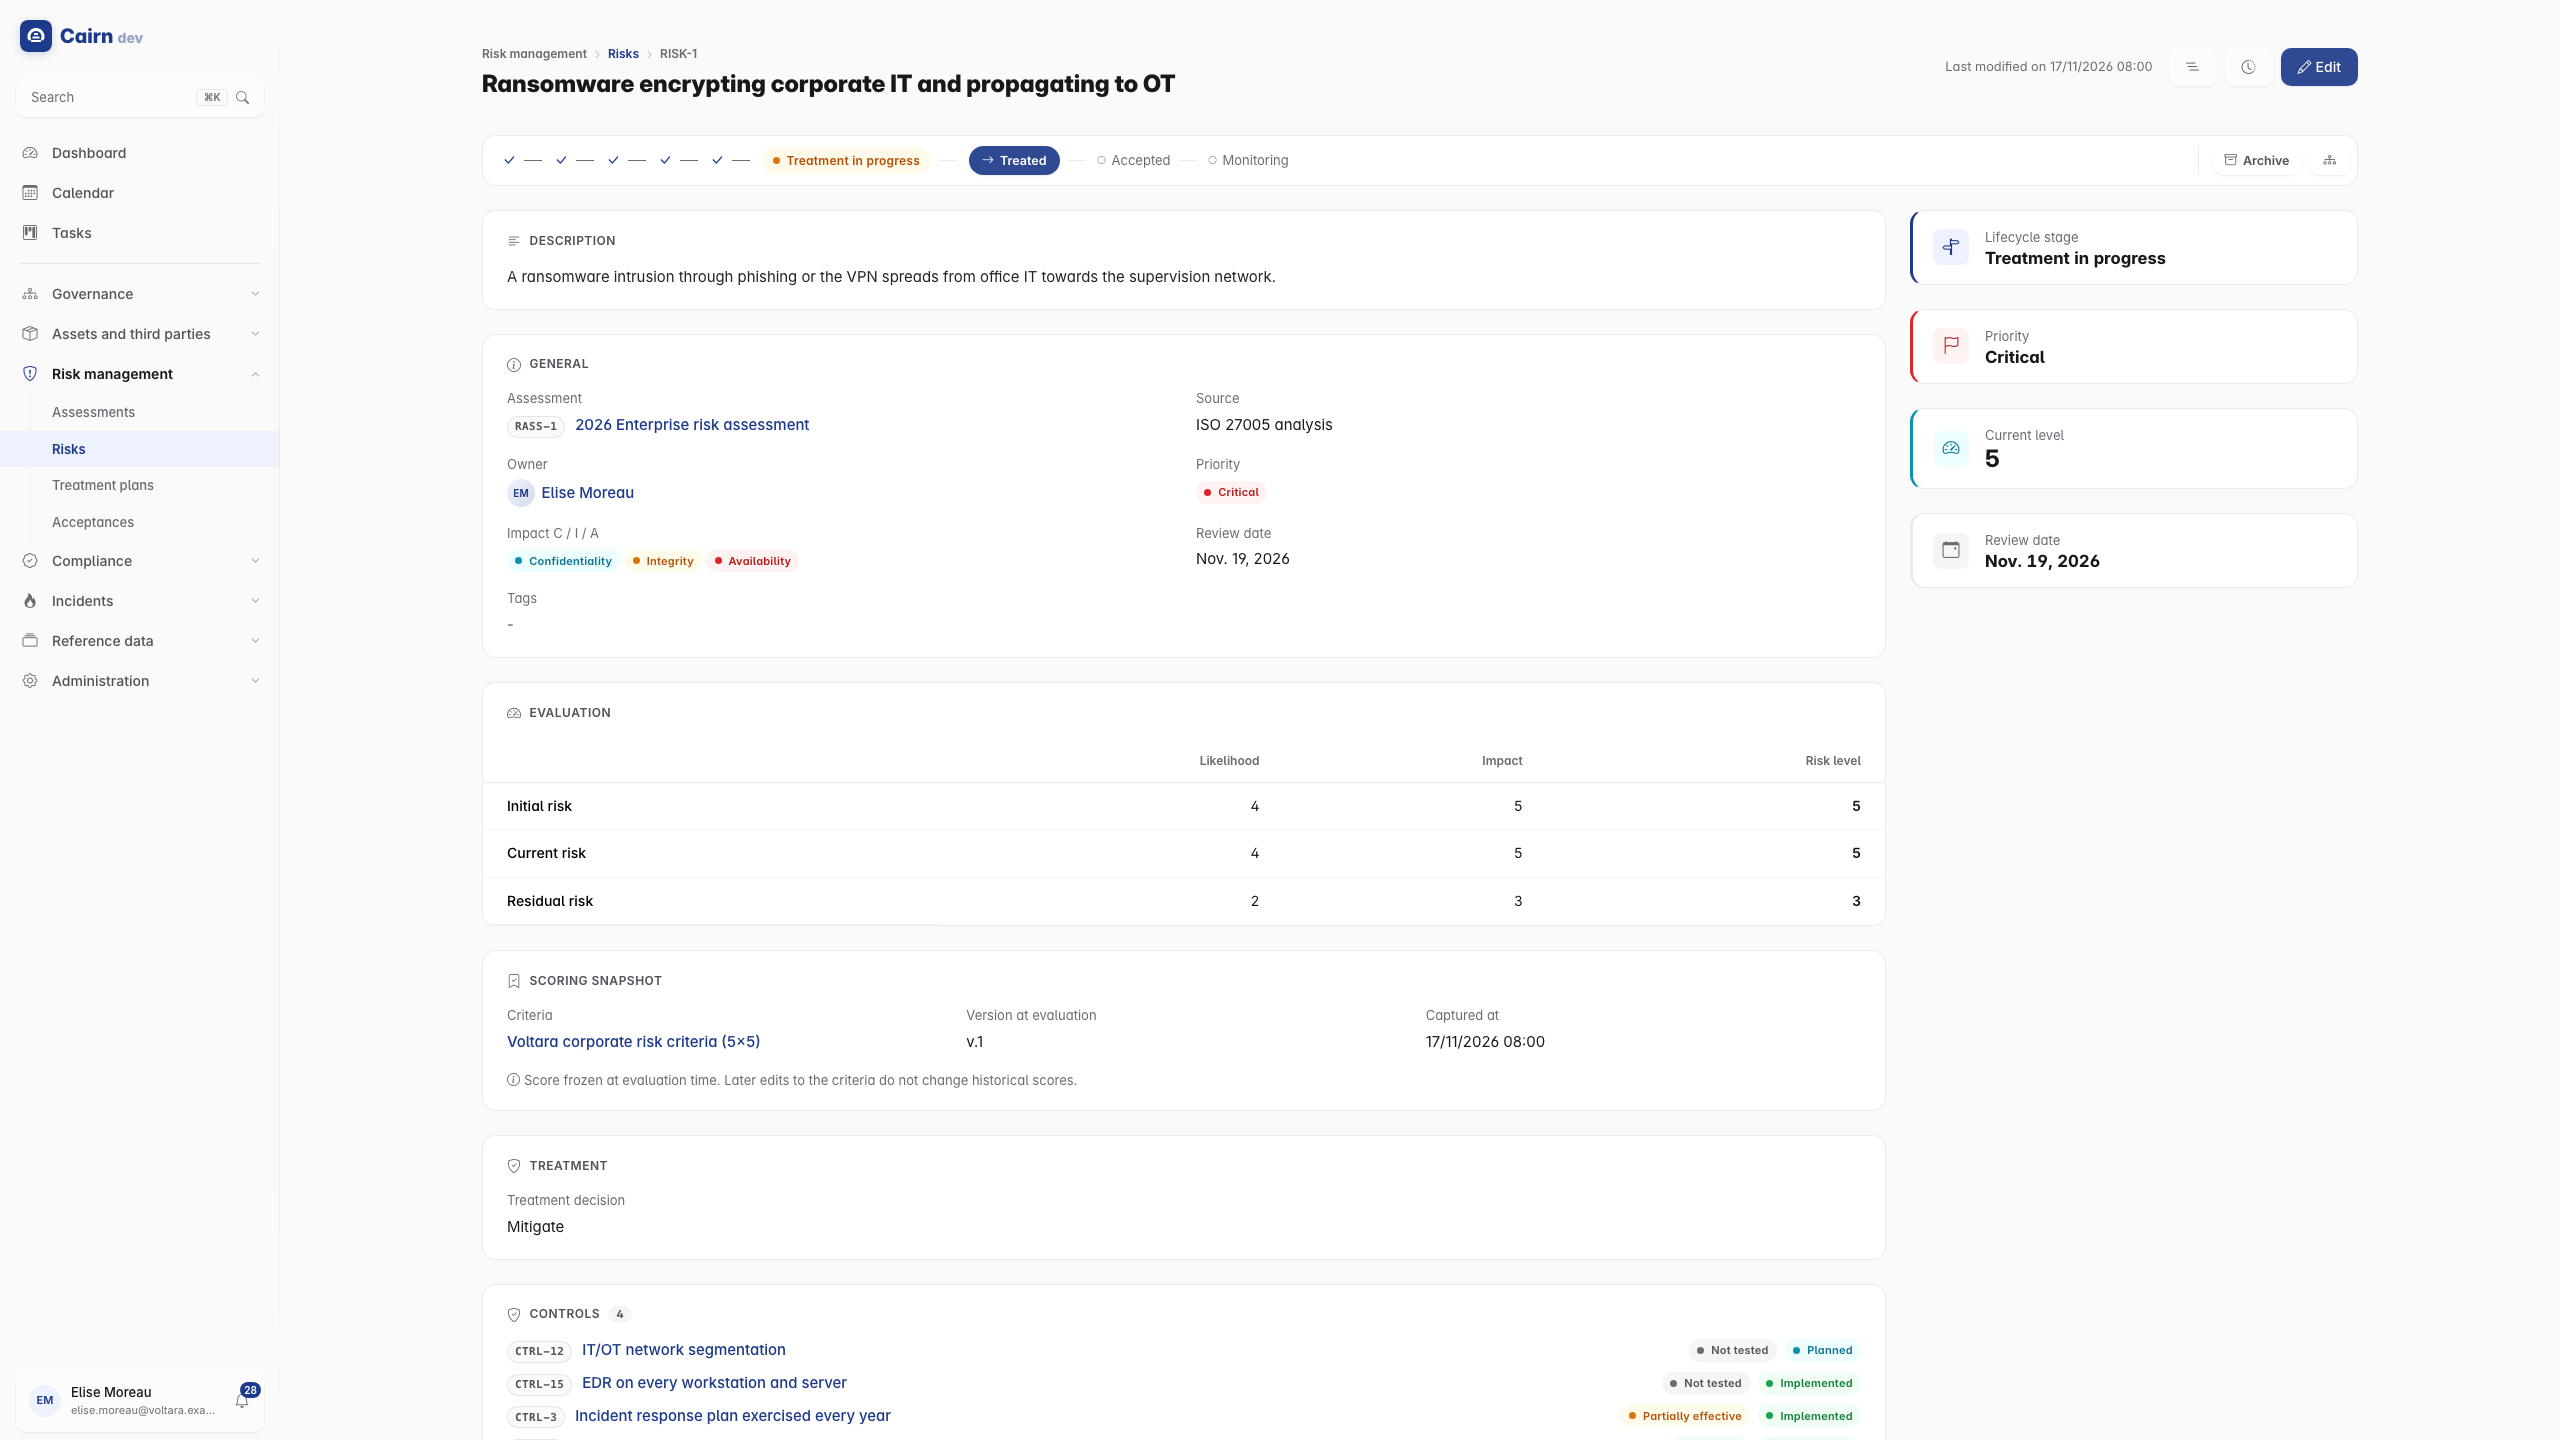 Cairn dev
Search ⌘K
Dashboard
Calendar
Tasks
Governance
Assets and third parties
Risk management
Assessments
Risks
Treatment plans
Acceptances
Compliance
Incidents
Reference data
Administration
EM Elise Moreau 28
elise.moreau@voltara.exa...
Risk management > Risks > RISK-1
Ransomware encrypting corporate IT and propagating to OT
Last modified on 17/11/2026 08:00
Edit
Treatment in progress → Treated Accepted Monitoring
Archive
DESCRIPTION
A ransomware intrusion through phishing or the VPN spreads from office IT towards the supervision network.
GENERAL
Assessment Source
RASS-1 2026 Enterprise risk assessment ISO 27005 analysis
Owner Priority
EM Elise Moreau Critical
Impact C / I / A Review date
Confidentiality Integrity Availability Nov. 19, 2026
Tags
-
EVALUATION
Likelihood Impact Risk level
Initial risk 4 5 5
Current risk 4 5 5
Residual risk 2 3 3
SCORING SNAPSHOT
Criteria Version at evaluation Captured at
Voltara corporate risk criteria (5×5) v.1 17/11/2026 08:00
Score frozen at evaluation time. Later edits to the criteria do not change historical scores.
TREATMENT
Treatment decision
Mitigate
CONTROLS 4
CTRL-12 IT/OT network segmentation Not tested Planned
CTRL-15 EDR on every workstation and server Not tested Implemented
CTRL-3 Incident response plan exercised every year Partially effective Implemented
Lifecycle stage
Treatment in progress
Priority
Critical
Current level
5
Review date
Nov. 19, 2026